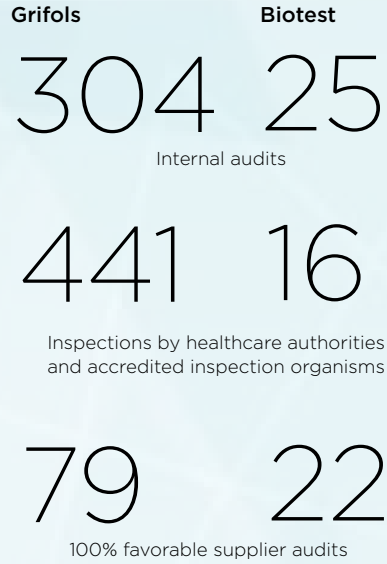 Grifols Biotest
304 25
Internal audits
441 16
Inspections by healthcare authorities
and accredited inspection organisms
79 22
100% favorable supplier audits